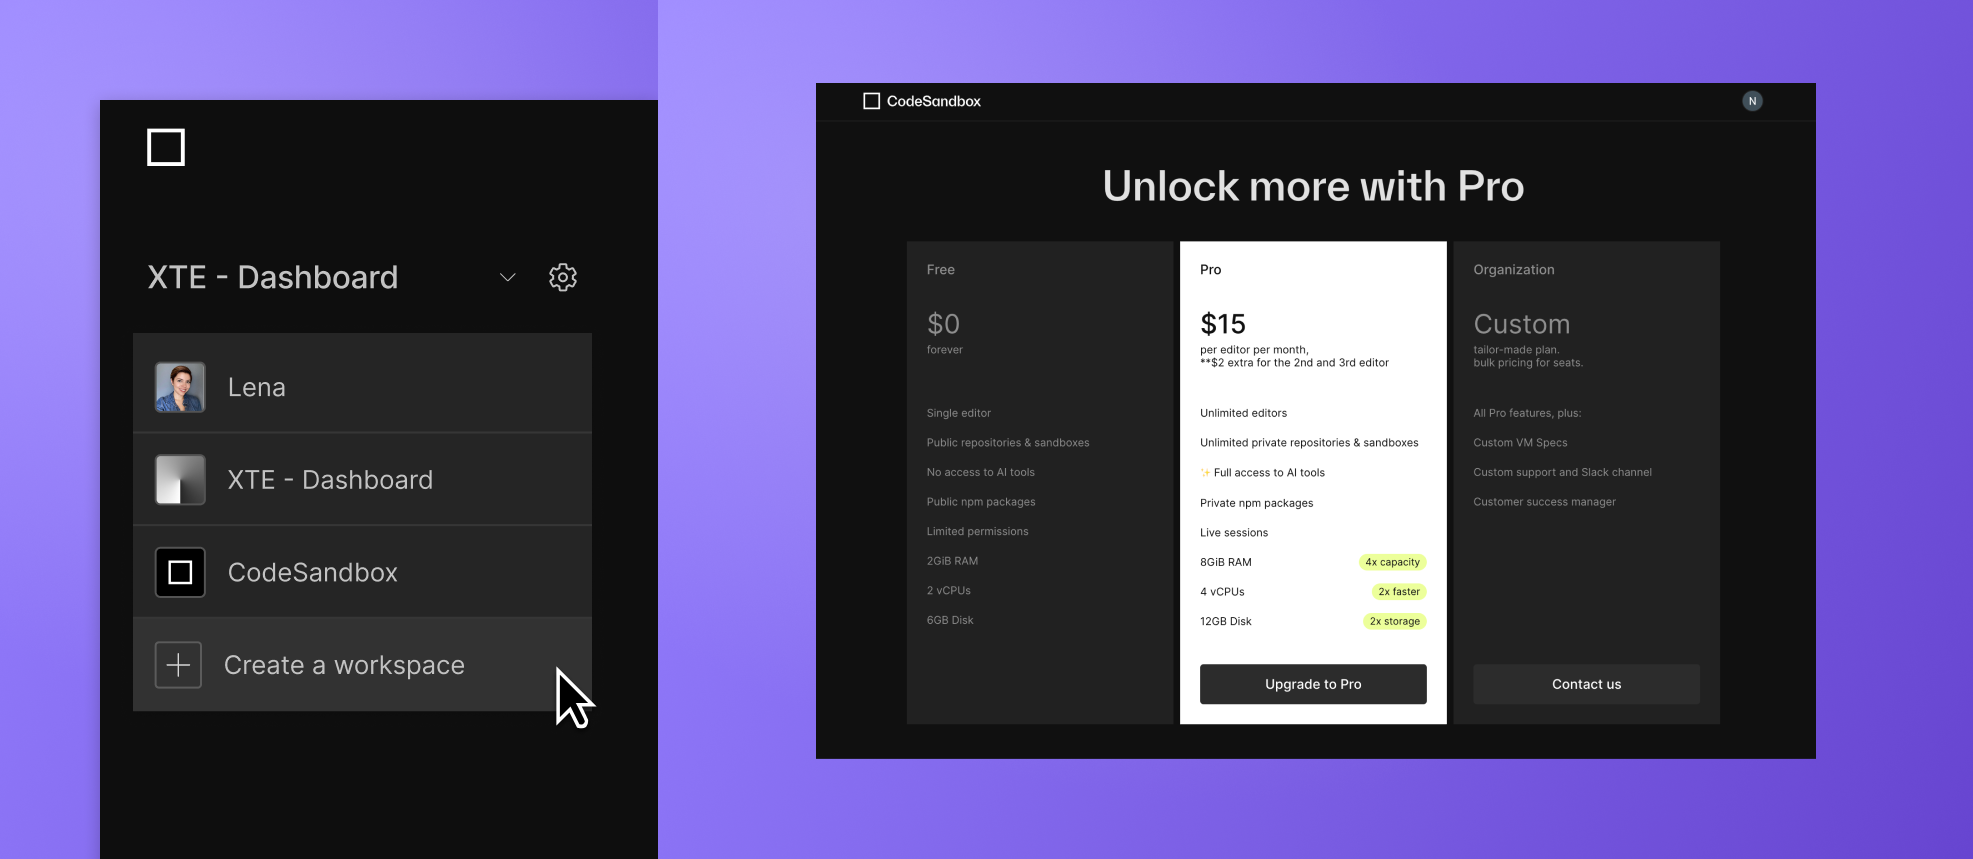 XTE - Dashboard
Lena
XTE - Dashboard
CodeSandbox
Create a workspace
CodeSandbox
N
Unlock more with Pro
Free
$0
forever
Single editor
Public repositories & sandboxes
No access to AI tools
Public npm packages
Limited permissions
2GiB RAM
2 vCPUs
6GB Disk
Pro
$15
per editor per month,
**$2 extra for the 2nd and 3rd editor
Unlimited editors
Unlimited private repositories & sandboxes
✨ Full access to AI tools
Private npm packages
Live sessions
8GiB RAM 4x capacity
4 vCPUs 2x faster
12GB Disk 2x storage
Upgrade to Pro
Organization
Custom
tailor-made plan.
bulk pricing for seats.
All Pro features, plus:
Custom VM Specs
Custom support and Slack channel
Customer success manager
Contact us